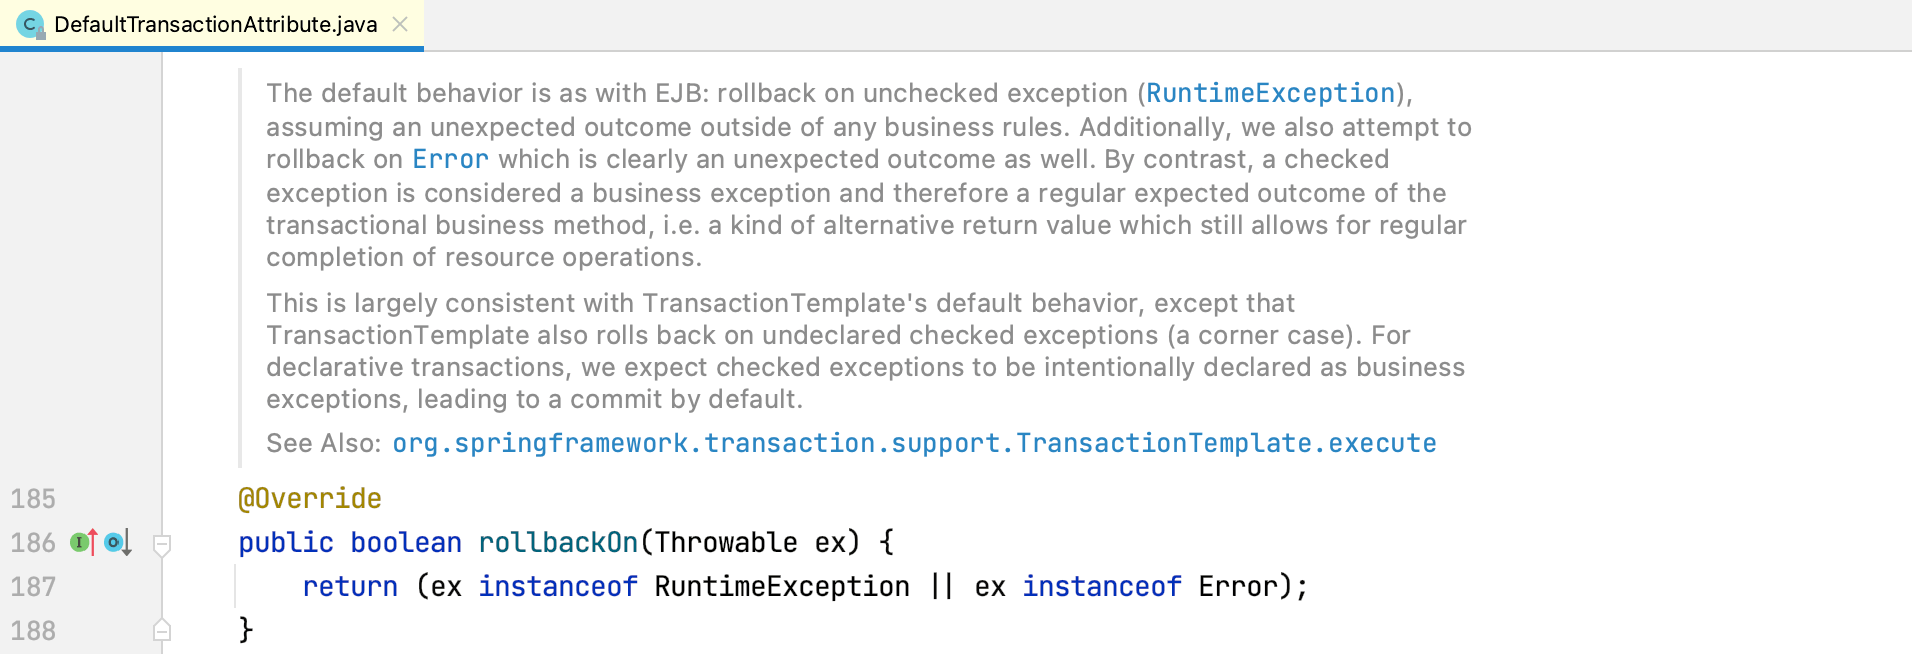 DefaultTransactionAttribute.java
The default behavior is as with EJB: rollback on unchecked exception (RuntimeException),
assuming an unexpected outcome outside of any business rules. Additionally, we also attempt to
rollback on Error which is clearly an unexpected outcome as well. By contrast, a checked
exception is considered a business exception and therefore a regular expected outcome of the
transactional business method, i.e. a kind of alternative return value which still allows for regular
completion of resource operations.
This is largely consistent with TransactionTemplate's default behavior, except that
TransactionTemplate also rolls back on undeclared checked exceptions (a corner case). For
declarative transactions, we expect checked exceptions to be intentionally declared as business
exceptions, leading to a commit by default.
See Also: org.springframework.transaction.support.TransactionTemplate.execute
185 @Override
186 public boolean rollbackOn(Throwable ex) {
187 return (ex instanceof RuntimeException || ex instanceof Error);
188 }